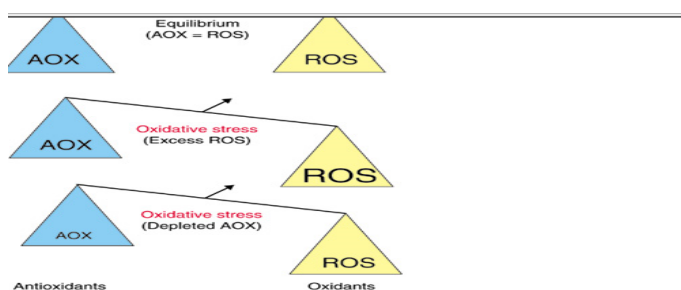 Equilibrium
(AOX = ROS)
AOX
ROS
Oxidative stress
(Excess ROS)
AOX
ROS
Oxidative stress
(Depleted AOX)
AOX
ROS
Antioxidants
Oxidants